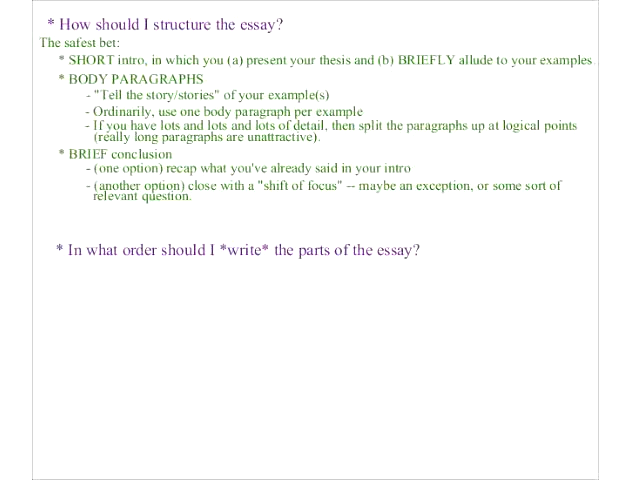 * How should I structure the essay?
The safest bet:
* SHORT intro, in which you (a) present your thesis and (b) BRIEFLY allude to your examples
* BODY PARAGRAPHS
- "Tell the story/stories" of your example(s)
- Ordinarily, use one body paragraph per example
- If you have lots and lots and lots of detail, then split the paragraphs up at logical points
(really long paragraphs are unattractive).
* BRIEF conclusion
- (one option) recap what you've already said in your intro
- (another option) close with a "shift of focus" -- maybe an exception, or some sort of
relevant question.
* In what order should I *write* the parts of the essay?